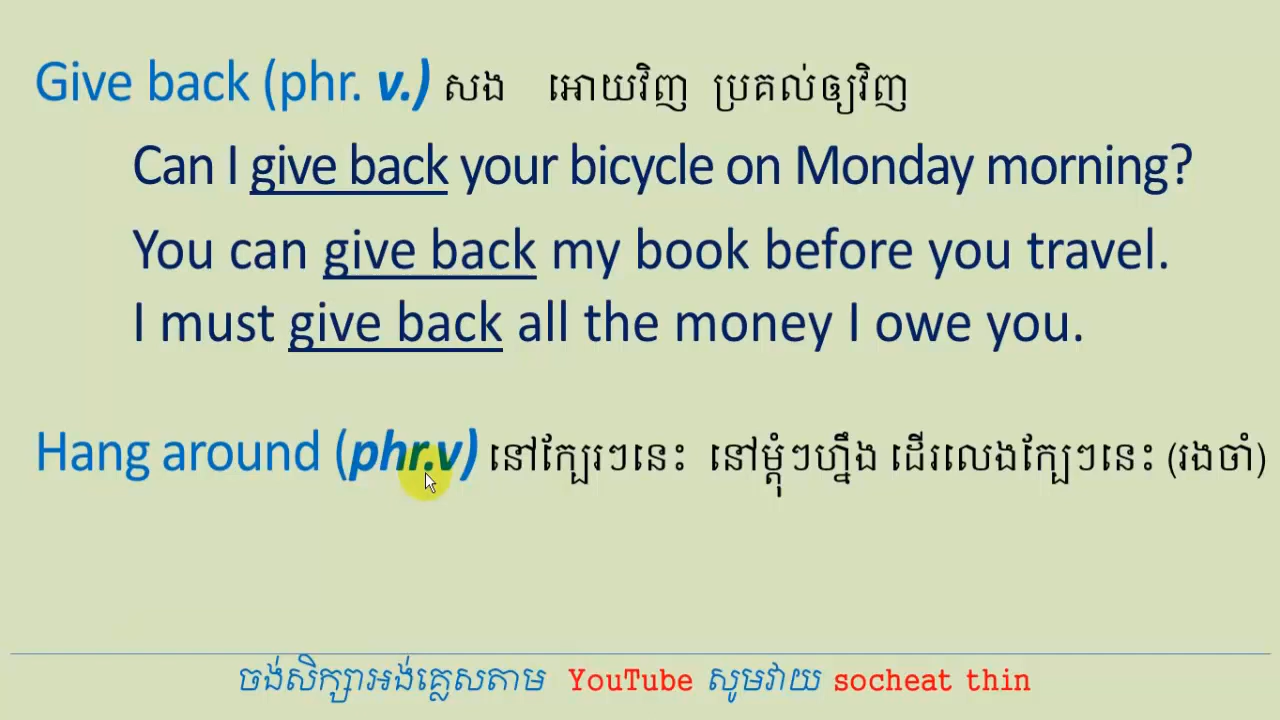 Give back (phr. v.) សង អោយវិញ ប្រគល់ឲ្យវិញ
Can I give back your bicycle on Monday morning?
You can give back my book before you travel.
I must give back all the money I owe you.
Hang around (phr.v) នៅក្បែរៗនេះ នៅម្ដុំៗហ្នឹង ដើរលេងក្បែៗនេះ (រងចាំ)
ចង់សិក្សាអង់គ្លេសតាម YouTube សូមវាយ socheat thin